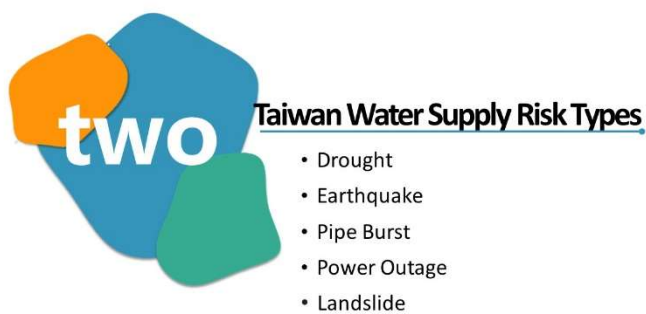 two
Taiwan Water Supply Risk Types
• Drought
• Earthquake
• Pipe Burst
• Power Outage
• Landslide